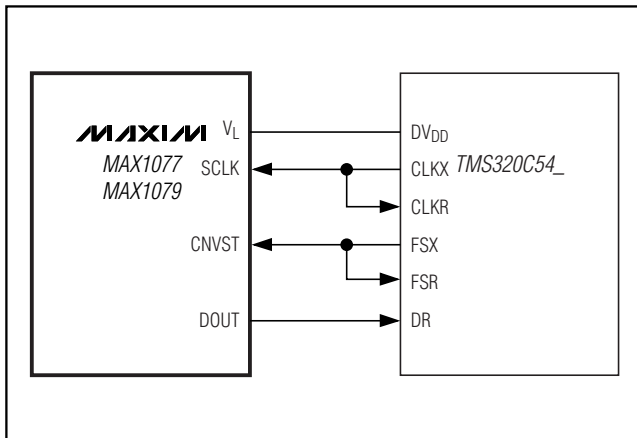 MAXIM
MAX1077
MAX1079
VL
SCLK
CNVST
DOUT
TMS320C54_
DVDD
CLKX
CLKR
FSX
FSR
DR